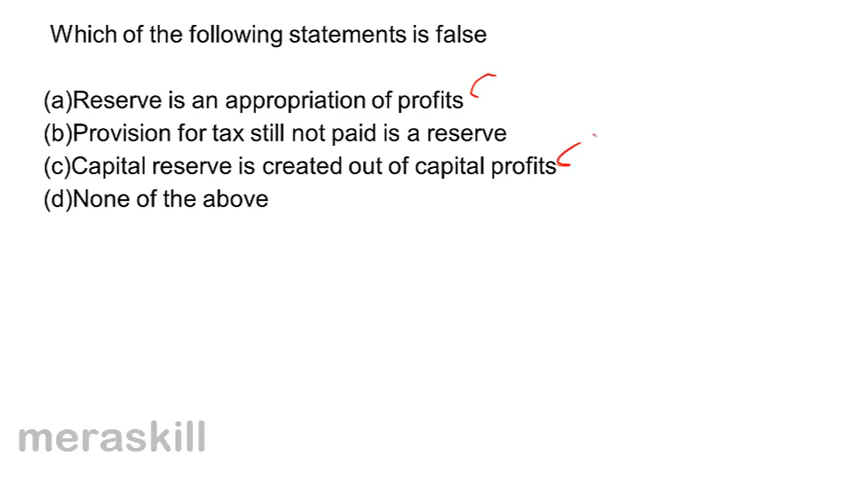 Which of the following statements is false
(a)Reserve is an appropriation of profits
(b)Provision for tax still not paid is a reserve
(c)Capital reserve is created out of capital profits
(d)None of the above
meraskill